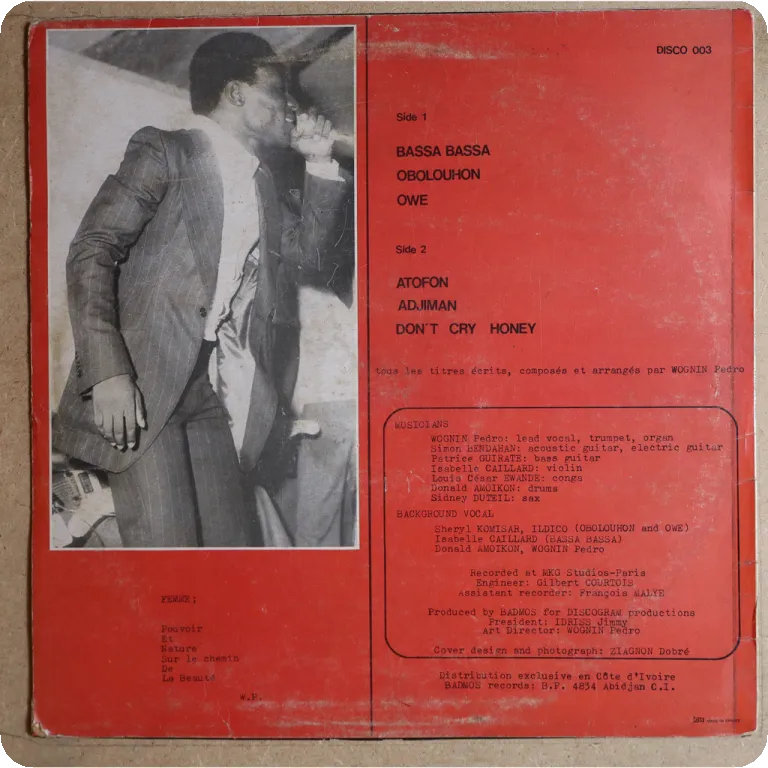 DISCO 003
Side 1
BASSA BASSA
OBOLOUHON
OWE
Side 2
ATOFON
ADJIMAN
DON'T CRY HONEY
tous les titres écrits, composés et arrangés par WOGNIN Pedro
MUSICIANS
WOGNIN Pedro: lead vocal, trumpet, organ
Simon BENDAHAN: acoustic guitar, electric guitar
Patrice GUIRATE: bass guitar
Isabelle CAILLARD: violin
Louis César EWANDE: conga
Donald AMOIKON: drums
Sidney DUTEIL: sax
BACKGROUND VOCAL
Sheryl KOMISAR, ILDICO (OBOLOUHON and OWE)
Isabelle CAILLARD (BASSA BASSA)
Donald AMOIKON, WOGNIN Pedro
Recorded at MKG Studios-Paris
Engineer: Gilbert COURTOIS
Assistant recorder: François MALYE
Produced by BADMOS for DISCOGRAM productions
President: IDRISS Jimmy
Art Director: WOGNIN Pedro
Cover design and photograph: ZIAGNON Dobré
Distribution exclusive en Côte d'Ivoire
BADMOS records: B.P. 4834 Abidjan C.I.
FEMME:
Pouvoir
Et
Nature
Sur le chemin
De
La Beauté
W.P.